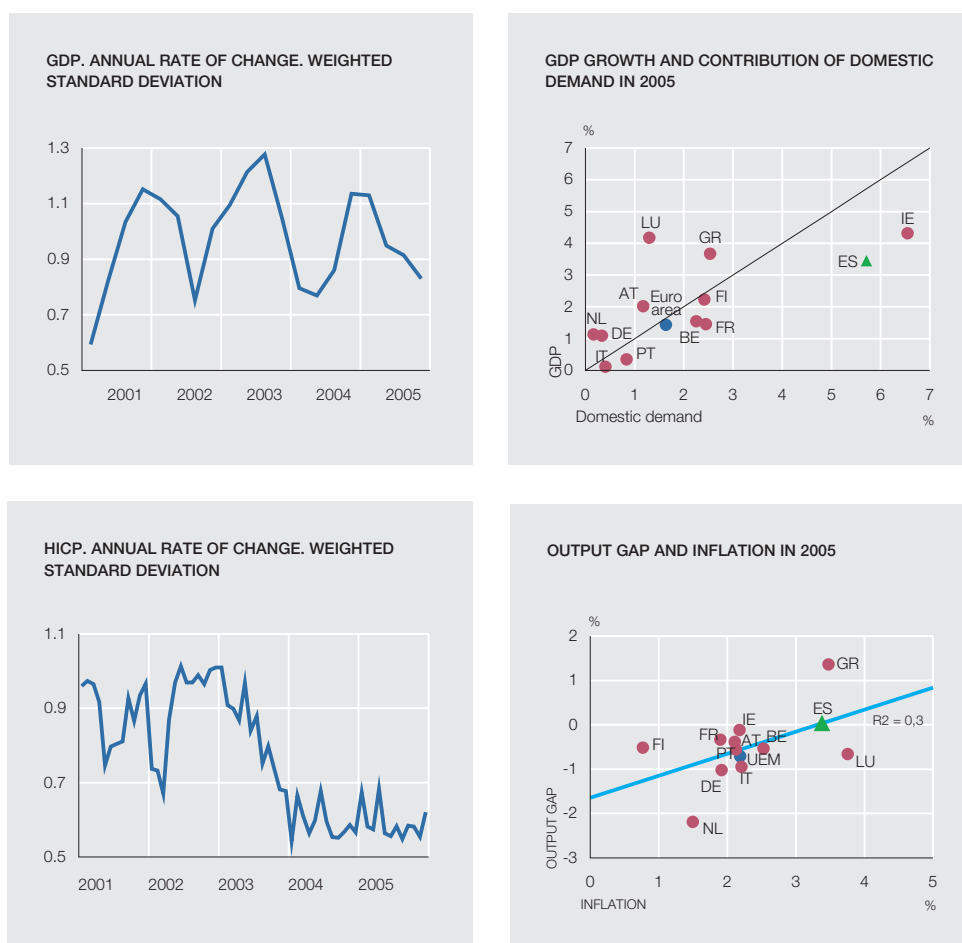 GDP. ANNUAL RATE OF CHANGE. WEIGHTED
STANDARD DEVIATION
1.3
1.1
0.9
0.7
0.5
2001 2002 2003 2004 2005
GDP GROWTH AND CONTRIBUTION OF DOMESTIC
DEMAND IN 2005
%
7
6
5
4
3
2
1
0
GDP
LU
GR
IE
ES
AT
Euro
area
FI
NL
DE
BE
FR
IT
PT
0 1 2 3 4 5 6 7
Domestic demand
%
HICP. ANNUAL RATE OF CHANGE. WEIGHTED
STANDARD DEVIATION
1.1
0.9
0.7
0.5
2001 2002 2003 2004 2005
OUTPUT GAP AND INFLATION IN 2005
%
2
1
0
-1
-2
-3
OUTPUT GAP
GR
ES
R2 = 0,3
IE
FR
AT
BE
FI
PT
UEM
LU
IT
DE
NL
0 1 2 3 4 5
INFLATION
%